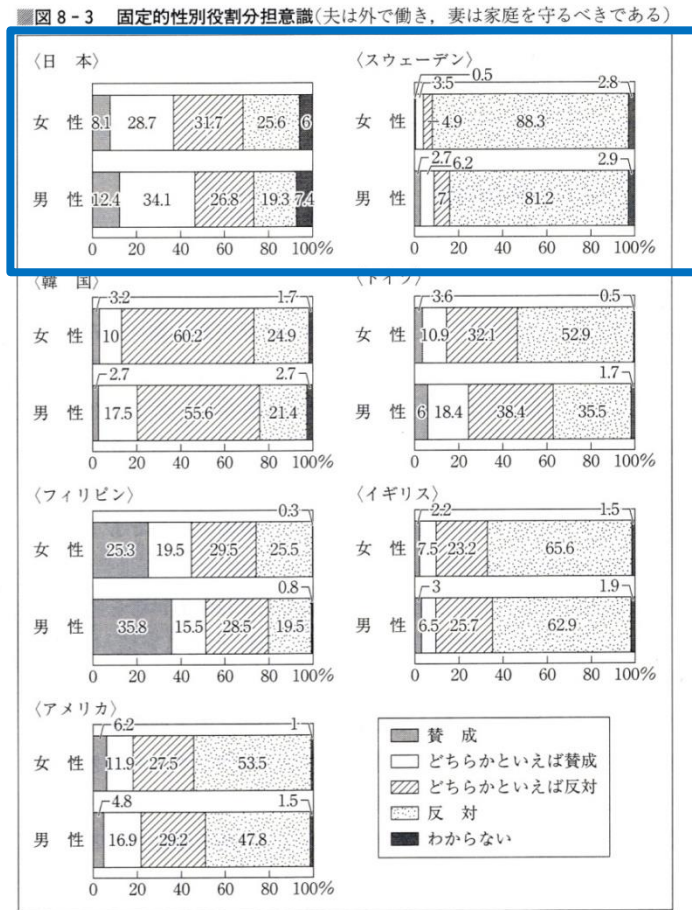 ■図 8-3 固定的性別役割分担意識(夫は外で働き，妻は家庭を守るべきである)
〈日 本〉
女 性 8.1 28.7 31.7 25.6 6
男 性 12.4 34.1 26.8 19.3 7.4
0 20 40 60 80 100%
〈スウェーデン〉
0.5
3.5 2.8
女 性 4.9 88.3
2.7 6.2 2.9
男 性 7 81.2
0 20 40 60 80 100%
〈韓 国〉
3.2 1.7
女 性 10 60.2 24.9
2.7 2.7
男 性 17.5 55.6 21.4
0 20 40 60 80 100%
〈ドイツ〉
3.6 0.5
女 性 10.9 32.1 52.9
1.7
男 性 6 18.4 38.4 35.5
0 20 40 60 80 100%
〈フィリピン〉
0.3
女 性 25.3 19.5 29.5 25.5
0.8
男 性 35.8 15.5 28.5 19.5
0 20 40 60 80 100%
〈イギリス〉
2.2 1.5
女 性 7.5 23.2 65.6
3 1.9
男 性 6.5 25.7 62.9
0 20 40 60 80 100%
〈アメリカ〉
6.2 1
女 性 11.9 27.5 53.5
4.8 1.5
男 性 16.9 29.2 47.8
0 20 40 60 80 100%
賛 成
どちらかといえば賛成
どちらかといえば反対
反 対
わからない